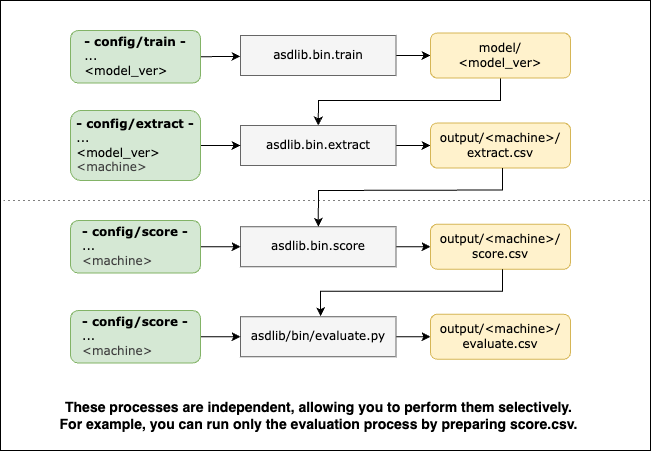 - config/train -
...
<model_ver>
asdlib.bin.train
model/
<model_ver>
- config/extract -
...
<model_ver>
<machine>
asdlib.bin.extract
output/<machine>/
extract.csv
- config/score -
...
<machine>
asdlib.bin.score
output/<machine>/
score.csv
- config/score -
...
<machine>
asdlib/bin/evaluate.py
output/<machine>/
evaluate.csv
These processes are independent, allowing you to perform them selectively.
For example, you can run only the evaluation process by preparing score.csv.